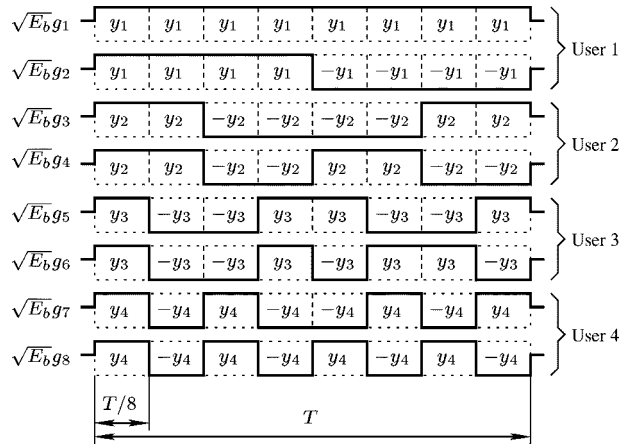 √E_b g_1 y_1 y_1 y_1 y_1 y_1 y_1 y_1 y_1
User 1
√E_b g_2 y_1 y_1 y_1 y_1 −y_1 −y_1 −y_1 −y_1
√E_b g_3 y_2 y_2 −y_2 −y_2 −y_2 −y_2 y_2 y_2
User 2
√E_b g_4 y_2 y_2 −y_2 −y_2 y_2 y_2 −y_2 −y_2
√E_b g_5 y_3 −y_3 −y_3 y_3 y_3 −y_3 −y_3 y_3
User 3
√E_b g_6 y_3 −y_3 −y_3 y_3 −y_3 y_3 y_3 −y_3
√E_b g_7 y_4 −y_4 y_4 −y_4 −y_4 y_4 −y_4 y_4
User 4
√E_b g_8 y_4 −y_4 y_4 −y_4 y_4 −y_4 y_4 −y_4
T/8
T